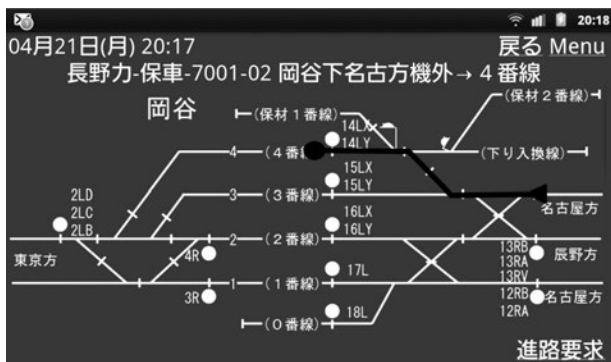 20:18
04月21日(月) 20:17
戻る Menu
長野力-保車-7001-02 岡谷下名古方機外→４番線
岡谷
(保材１番線)
(保材２番線)
14LX
14LY
4
(４番線)
(下り入換線)
15LX
15LY
3
(３番線)
名古屋方
2LD
2LC
2LB
16LX
16LY
4R
2
(２番線)
13RB
13RA
13RV
辰野方
東京方
17L
1
(１番線)
3R
12RB
12RA
名古屋方
18L
(０番線)
進路要求